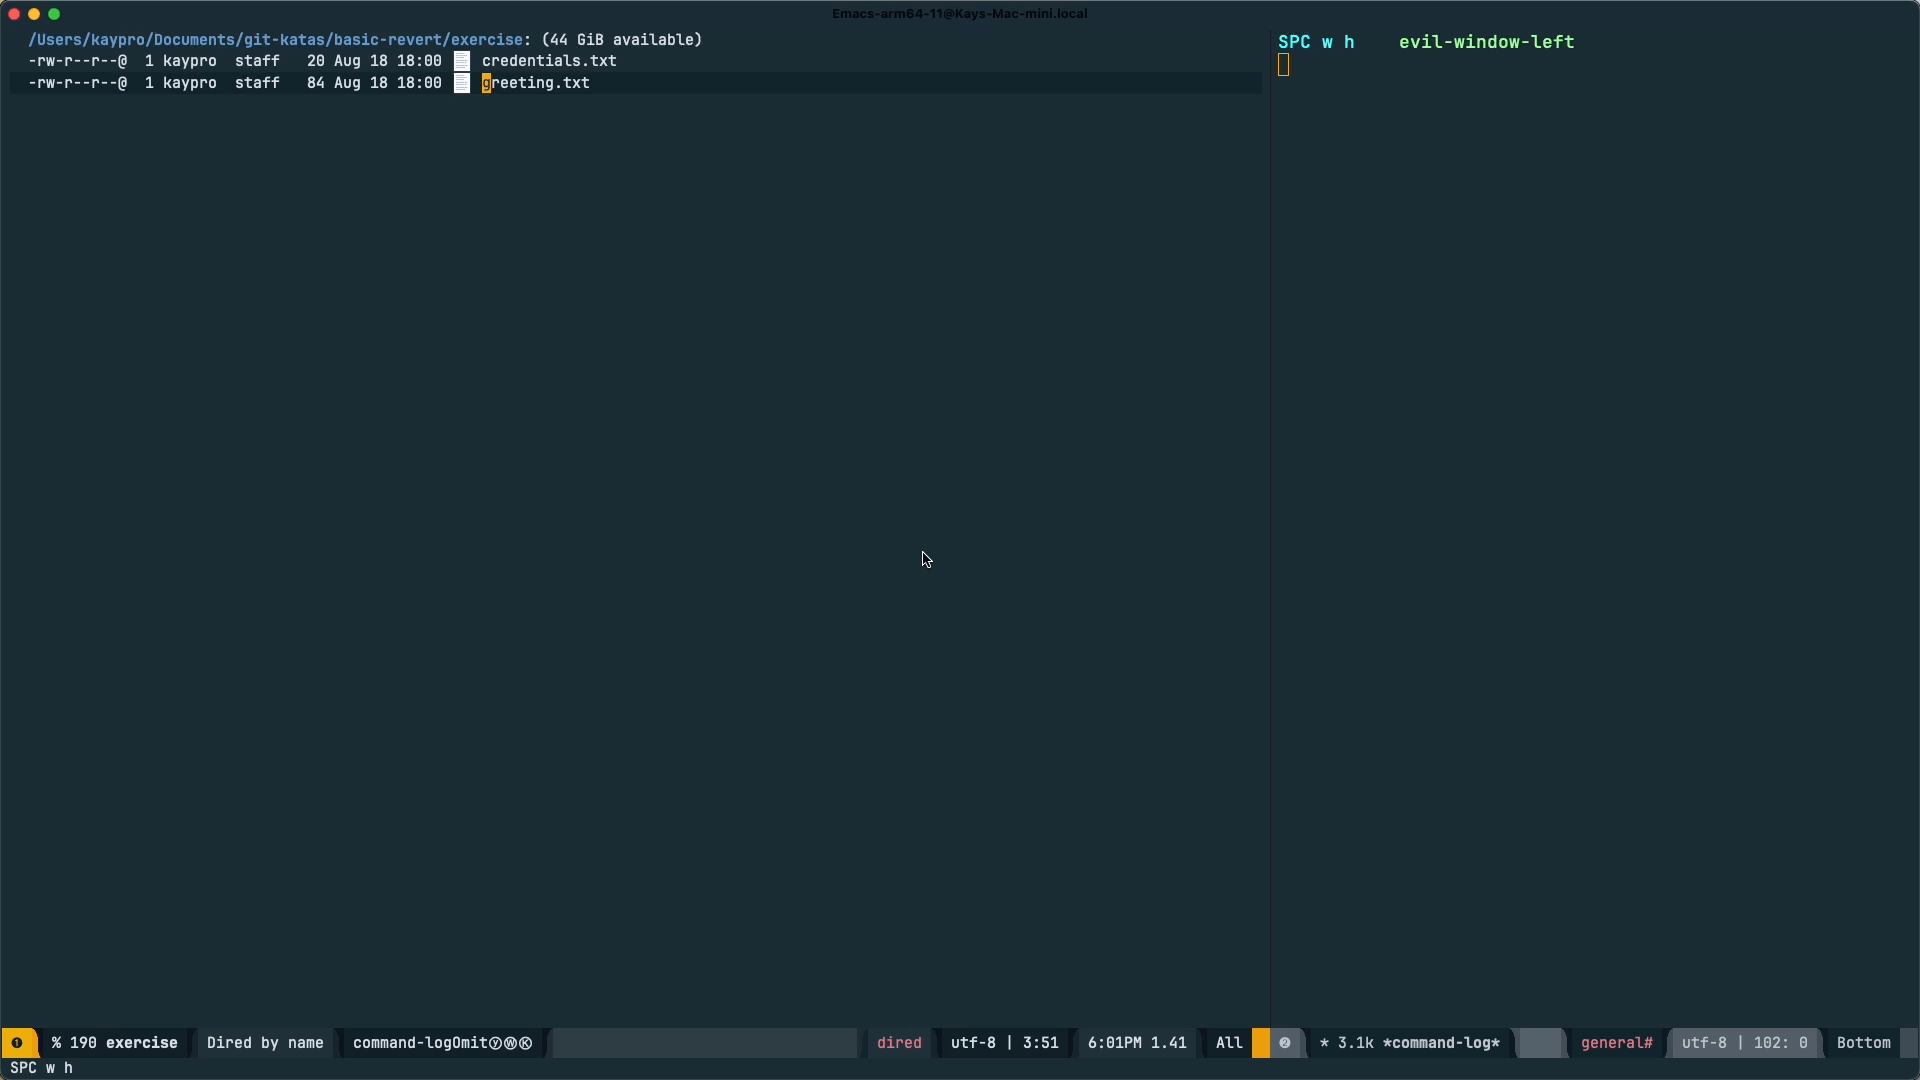 Emacs-arm64-11@Kays-Mac-mini.local
/Users/kaypro/Documents/git-katas/basic-revert/exercise: (44 GiB available)
-rw-r--r--@  1 kaypro  staff   20 Aug 18 18:00 credentials.txt
-rw-r--r--@  1 kaypro  staff   84 Aug 18 18:00 greeting.txt
SPC w h    evil-window-left
❶ % 190 exercise Dired by name command-logOmitⓨⓌⓀ dired utf-8 | 3:51 6:01PM 1.41 All
❷ * 3.1k *command-log* general# utf-8 | 102: 0 Bottom
SPC w h